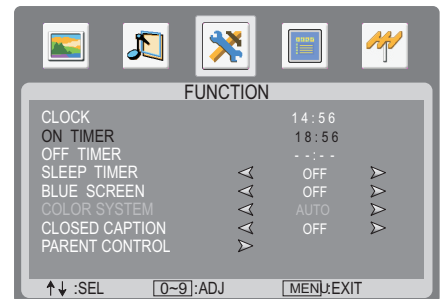 FUNCTION
CLOCK 14:56
ON TIMER 18:56
OFF TIMER --:--
SLEEP TIMER OFF
BLUE SCREEN OFF
COLOR SYSTEM AUTO
CLOSED CAPTION OFF
PARENT CONTROL
:SEL 0~9:ADJ MENU:EXIT